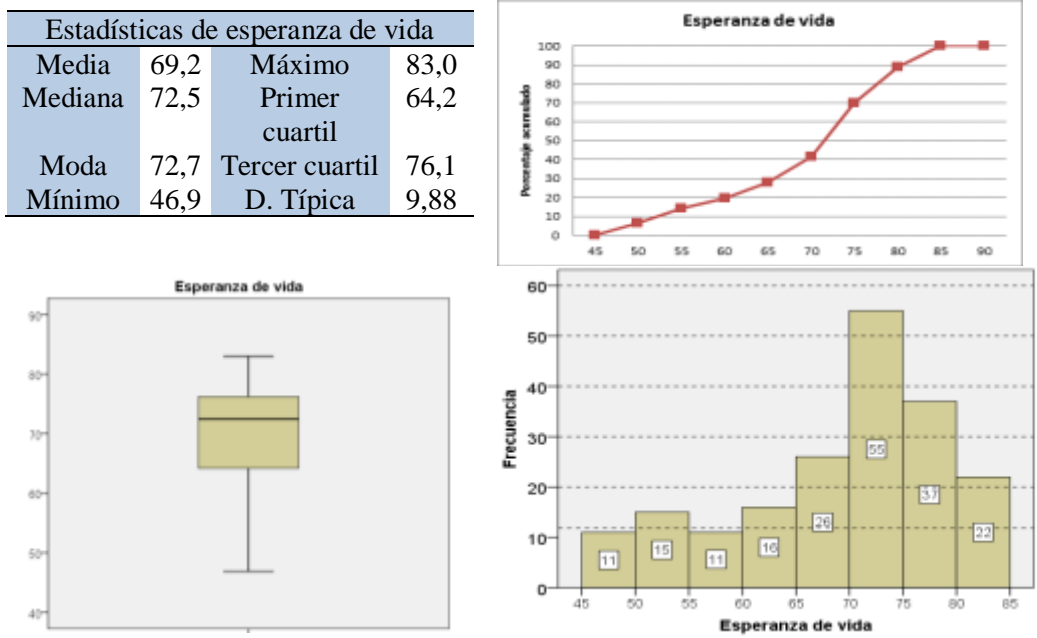 Estadísticas de esperanza de vida
Media 69,2 Máximo 83,0
Mediana 72,5 Primer cuartil 64,2
Moda 72,7 Tercer cuartil 76,1
Mínimo 46,9 D. Típica 9,88
Esperanza de vida
Porcentaje acumulado
100
90
80
70
60
50
40
30
20
10
0
45 50 55 60 65 70 75 80 85 90
Esperanza de vida
90
80
70
60
50
40
Frecuencia
60
50
40
30
20
10
0
11 15 11 16 26 55 37 22
45 50 55 60 65 70 75 80 85
Esperanza de vida